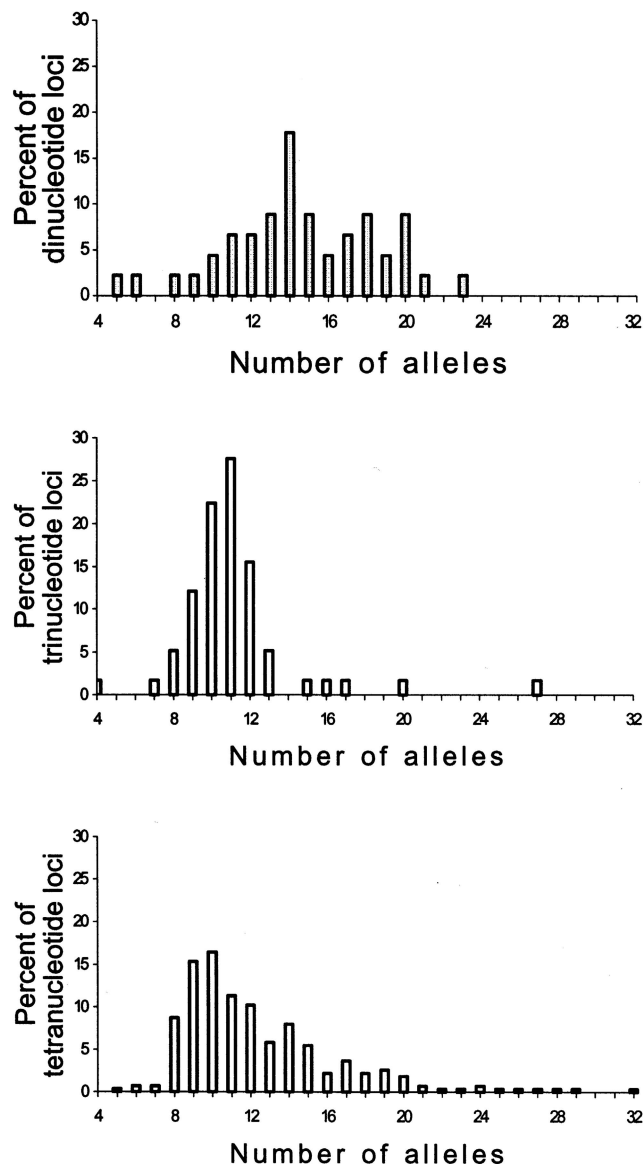 Percent of
dinucleotide loci
30
25
20
15
10
5
0
4 8 12 16 20 24 28 32
Number of alleles
Percent of
trinucleotide loci
30
25
20
15
10
5
0
4 8 12 16 20 24 28 32
Number of alleles
Percent of
tetranucleotide loci
30
25
20
15
10
5
0
4 8 12 16 20 24 28 32
Number of alleles